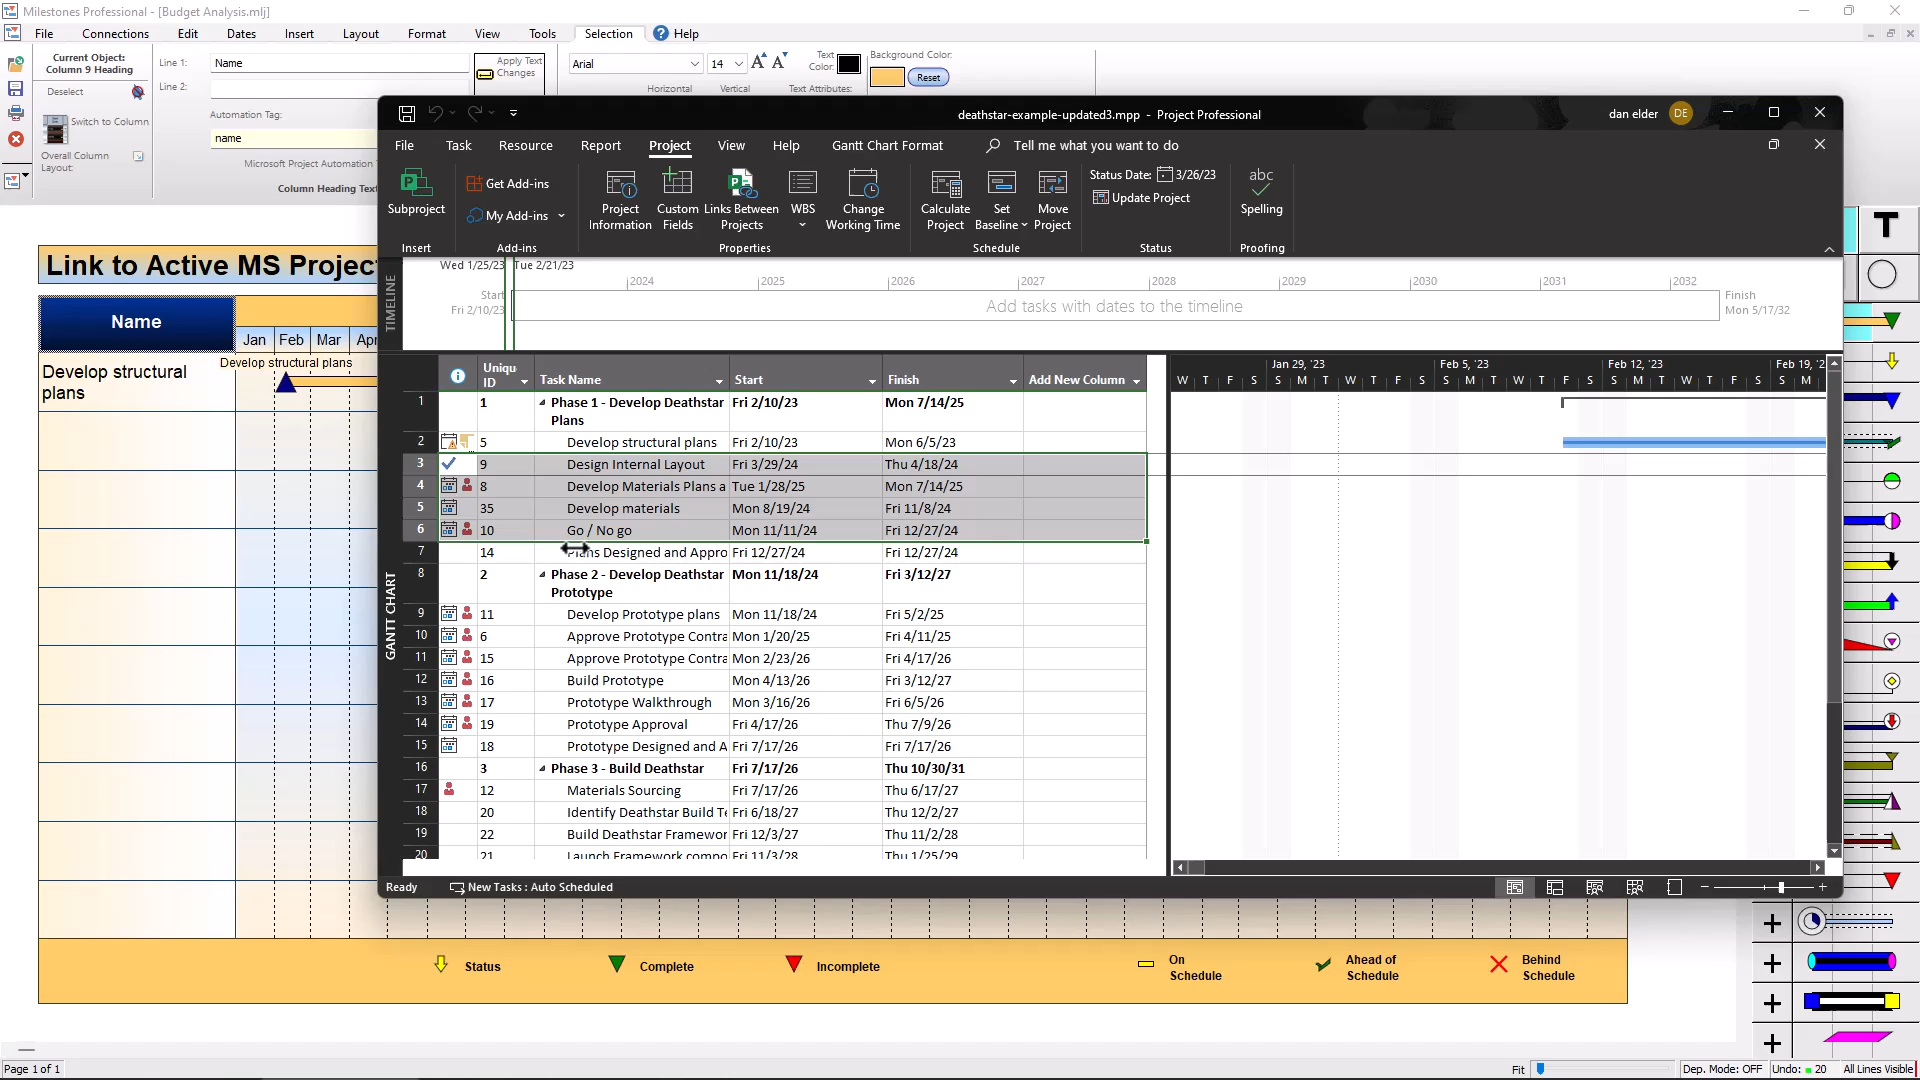 Milestones Professional - [Budget Analysis.mlj]
File Connections Edit Dates Insert Layout Format View Tools Selection Help
Current Object:
Column 9 Heading
Deselect
Switch to Column
Overall Column
Layout:
Line 1: Name
Line 2:
Automation Tag:
name
Microsoft Project Automation
Column Heading Text
Apply Text
Changes
Arial 14
Horizontal Vertical Text Attributes:
Text
Color:
Background Color:
Reset
deathstar-example-updated3.mpp - Project Professional
dan elder DE
File Task Resource Report Project View Help Gantt Chart Format Tell me what you want to do
Subproject
Insert
Get Add-ins
My Add-ins
Add-ins
Project
Information
Custom
Fields
Links Between
Projects
WBS
Change
Working Time
Properties
Calculate
Project
Set
Baseline
Move
Project
Schedule
Status Date: 3/26/23
Update Project
Status
abc
Spelling
Proofing
TIMELINE
Wed 1/25/23 Tue 2/21/23
2024 2025 2026 2027 2028 2029 2030 2031 2032
Start
Fri 2/10/23
Add tasks with dates to the timeline
Finish
Mon 5/17/32
GANTT CHART
Uniqu
ID Task Name Start Finish Add New Column
Jan 29, '23 Feb 5, '23 Feb 12, '23 Feb 19, '2
W T F S S M T W T F S S M T W T F S S M T W T F S S M
1 1 Phase 1 - Develop Deathstar Fri 2/10/23 Mon 7/14/25
Plans
2 5 Develop structural plans Fri 2/10/23 Mon 6/5/23
3 9 Design Internal Layout Fri 3/29/24 Thu 4/18/24
4 8 Develop Materials Plans a Tue 1/28/25 Mon 7/14/25
5 35 Develop materials Mon 8/19/24 Fri 11/8/24
6 10 Go / No go Mon 11/11/24 Fri 12/27/24
7 14 Plans Designed and Appro Fri 12/27/24 Fri 12/27/24
8 2 Phase 2 - Develop Deathstar Mon 11/18/24 Fri 3/12/27
Prototype
9 11 Develop Prototype plans Mon 11/18/24 Fri 5/2/25
10 6 Approve Prototype Contra Mon 1/20/25 Fri 4/11/25
11 15 Approve Prototype Contra Mon 2/23/26 Fri 4/17/26
12 16 Build Prototype Mon 4/13/26 Fri 3/12/27
13 17 Prototype Walkthrough Mon 3/16/26 Fri 6/5/26
14 19 Prototype Approval Fri 4/17/26 Thu 7/9/26
15 18 Prototype Designed and A Fri 7/17/26 Fri 7/17/26
16 3 Phase 3 - Build Deathstar Fri 7/17/26 Thu 10/30/31
17 12 Materials Sourcing Fri 7/17/26 Thu 6/17/27
18 20 Identify Deathstar Build Te Fri 6/18/27 Thu 12/2/27
19 22 Build Deathstar Framewor Fri 12/3/27 Thu 11/2/28
20 21 Launch Framework compo Fri 11/3/28 Thu 1/25/29
Ready New Tasks : Auto Scheduled
Link to Active MS Projec
Name
Jan Feb Mar Apr
Develop structural plans
Develop structural
plans
T
Status Complete Incomplete
On
Schedule
Ahead of
Schedule
Behind
Schedule
Page 1 of 1
Fit Dep. Mode: OFF Undo: 20 All Lines Visible